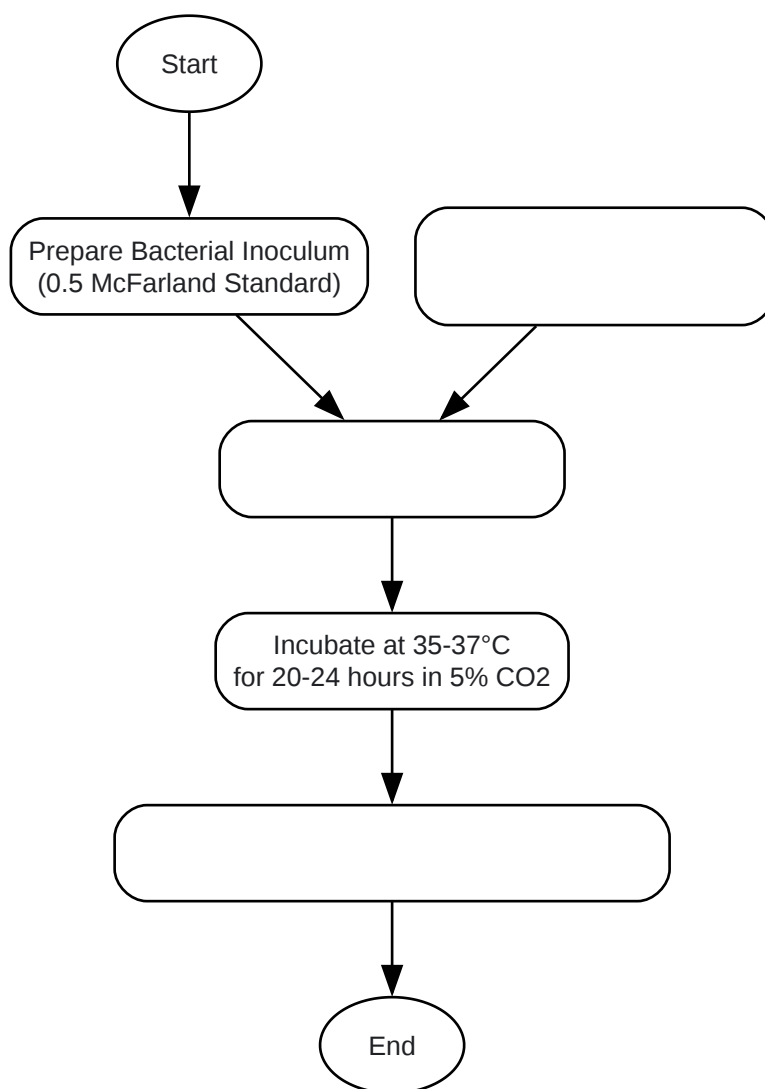 Start
Prepare Bacterial Inoculum
(0.5 McFarland Standard)
Incubate at 35-37°C
for 20-24 hours in 5% CO2
End